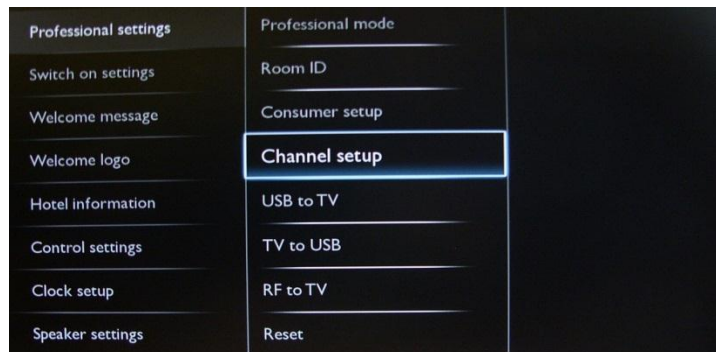 Professional settings
Switch on settings
Welcome message
Welcome logo
Hotel information
Control settings
Clock setup
Speaker settings
Professional mode
Room ID
Consumer setup
Channel setup
USB to TV
TV to USB
RF to TV
Reset